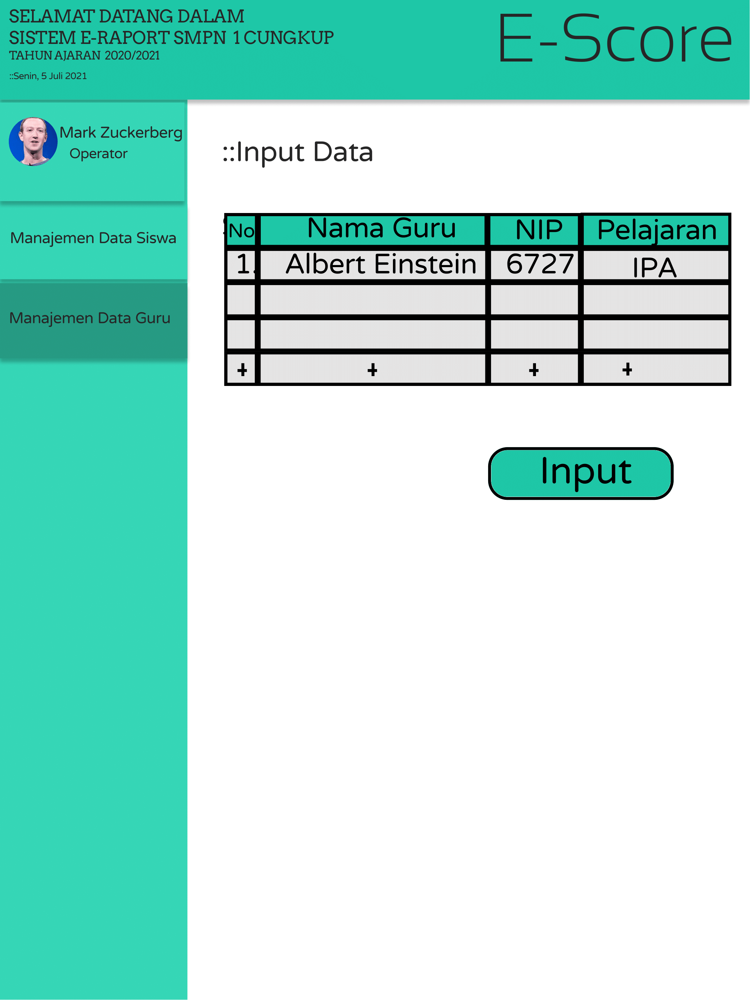 SELAMAT DATANG DALAM
SISTEM E-RAPORT SMPN 1 CUNGKUP
TAHUN AJARAN 2020/2021
::Senin, 5 Juli 2021
E-Score
Mark Zuckerberg
Operator
Manajemen Data Siswa
Manajemen Data Guru
::Input Data
No Nama Guru NIP Pelajaran
1. Albert Einstein 6727 IPA
+ + + +
Input